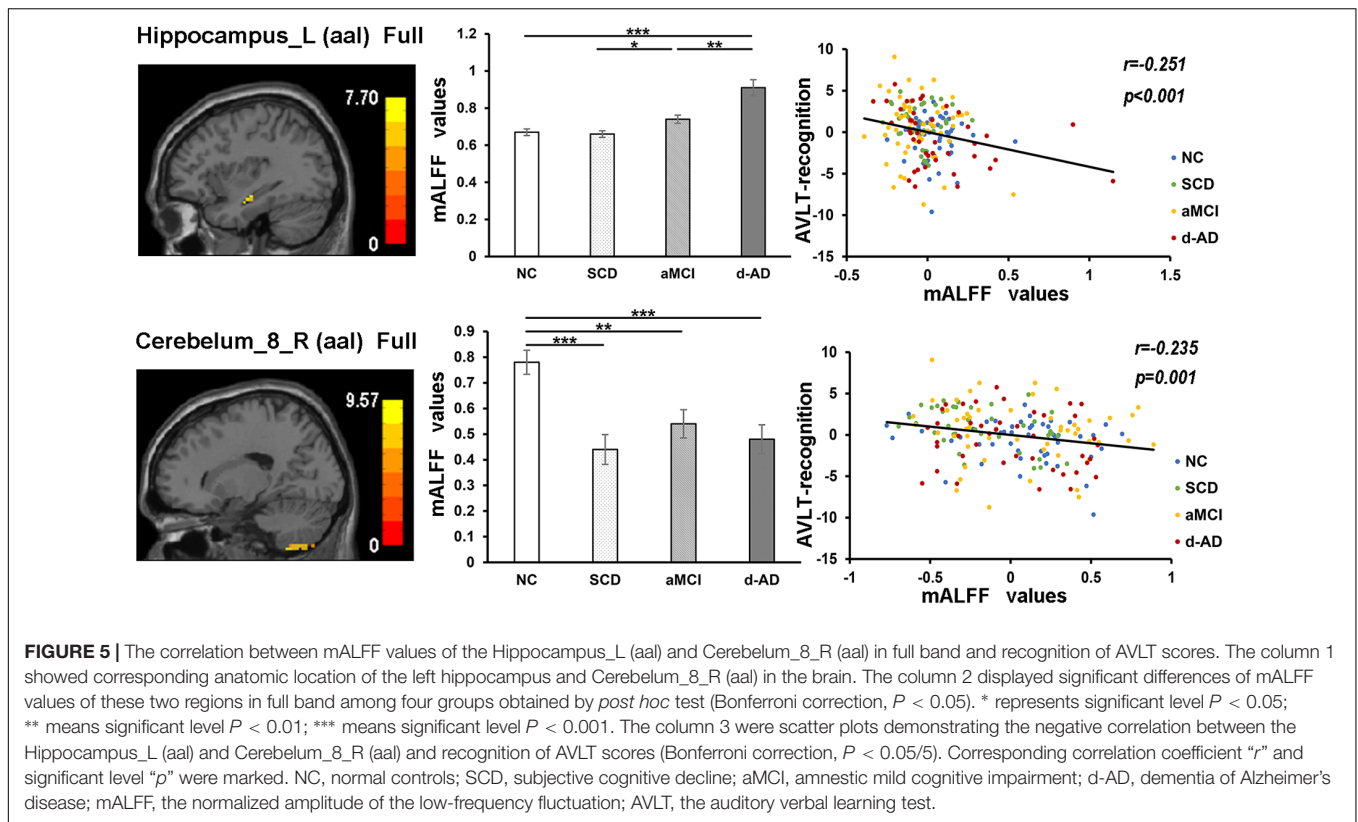 Hippocampus_L (aal) Full
7.70
0
mALFF values
1.2
1
0.8
0.6
0.4
0.2
0
***
* **
NC SCD aMCI d-AD
AVLT-recognition
10
5
0
-5
-10
-15
-0.5 0 0.5 1 1.5
mALFF values
r=-0.251
p<0.001
NC
SCD
aMCI
d-AD
Cerebelum_8_R (aal) Full
9.57
0
mALFF values
0.9
0.8
0.7
0.6
0.5
0.4
0.3
0.2
0.1
0
***
**
***
NC SCD aMCI d-AD
AVLT-recognition
10
5
0
-5
-10
-15
-1 -0.5 0 0.5 1
mALFF values
r=-0.235
p=0.001
NC
SCD
aMCI
d-AD
FIGURE 5 | The correlation between mALFF values of the Hippocampus_L (aal) and Cerebelum_8_R (aal) in full band and recognition of AVLT scores. The column 1
showed corresponding anatomic location of the left hippocampus and Cerebelum_8_R (aal) in the brain. The column 2 displayed significant differences of mALFF
values of these two regions in full band among four groups obtained by post hoc test (Bonferroni correction, P < 0.05). * represents significant level P < 0.05;
** means significant level P < 0.01; *** means significant level P < 0.001. The column 3 were scatter plots demonstrating the negative correlation between the
Hippocampus_L (aal) and Cerebelum_8_R (aal) and recognition of AVLT scores (Bonferroni correction, P < 0.05/5). Corresponding correlation coefficient “r” and
significant level “p” were marked. NC, normal controls; SCD, subjective cognitive decline; aMCI, amnestic mild cognitive impairment; d-AD, dementia of Alzheimer’s
disease; mALFF, the normalized amplitude of the low-frequency fluctuation; AVLT, the auditory verbal learning test.